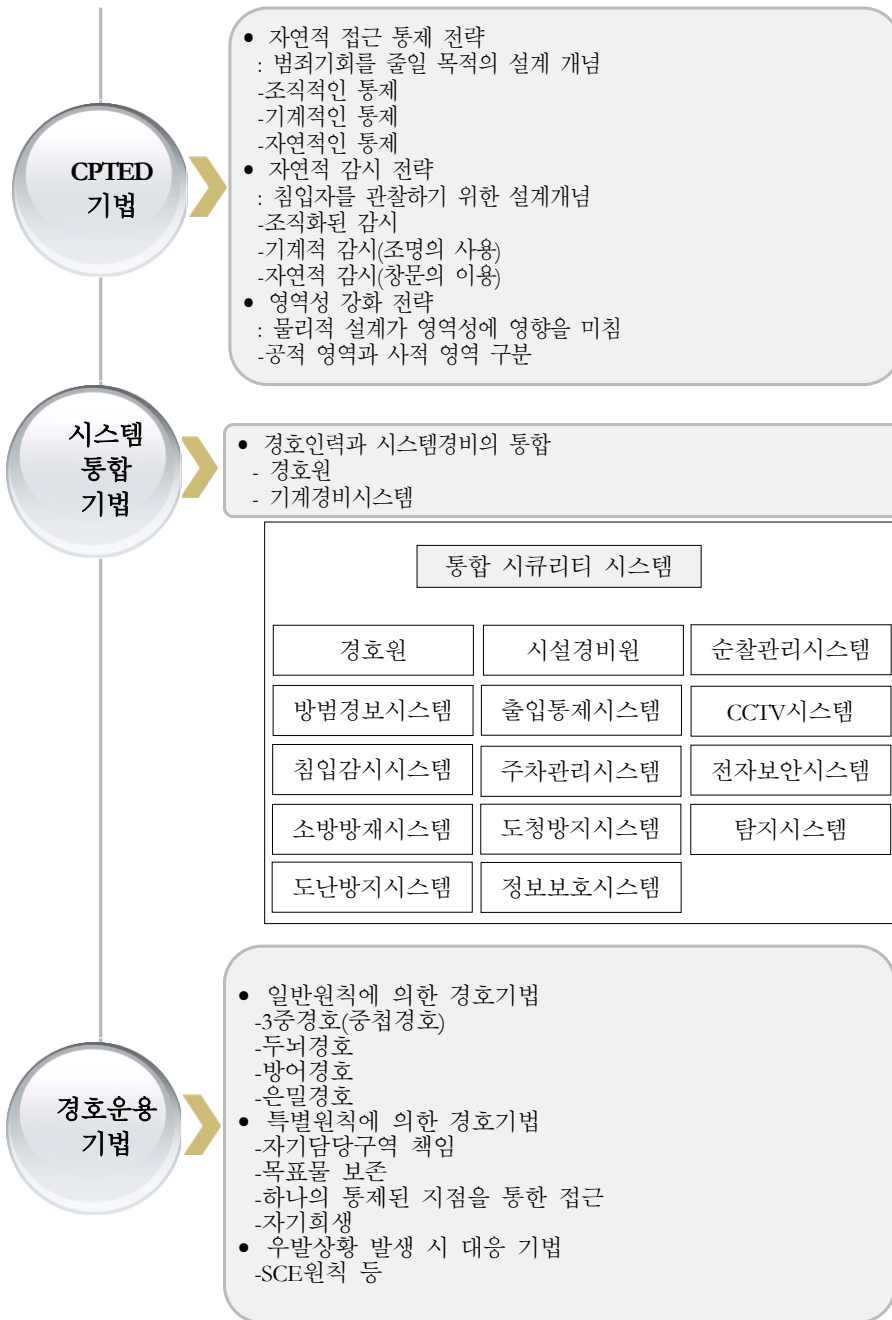 CPTED
기법
• 자연적 접근 통제 전략
: 범죄기회를 줄일 목적의 설계 개념
-조직적인 통제
-기계적인 통제
-자연적인 통제
• 자연적 감시 전략
: 침입자를 관찰하기 위한 설계개념
-조직화된 감시
-기계적 감시(조명의 사용)
-자연적 감시(창문의 이용)
• 영역성 강화 전략
: 물리적 설계가 영역성에 영향을 미침
-공적 영역과 사적 영역 구분
시스템
통합
기법
• 경호인력과 시스템경비의 통합
- 경호원
- 기계경비시스템
통합 시큐리티 시스템
경호원 시설경비원 순찰관리시스템
방범경보시스템 출입통제시스템 CCTV시스템
침입감시시스템 주차관리시스템 전자보안시스템
소방방재시스템 도청방지시스템 탐지시스템
도난방지시스템 정보보호시스템
경호운용
기법
• 일반원칙에 의한 경호기법
-3중경호(중첩경호)
-두뇌경호
-방어경호
-은밀경호
• 특별원칙에 의한 경호기법
-자기담당구역 책임
-목표물 보존
-하나의 통제된 지점을 통한 접근
-자기희생
• 우발상황 발생 시 대응 기법
-SCE원칙 등